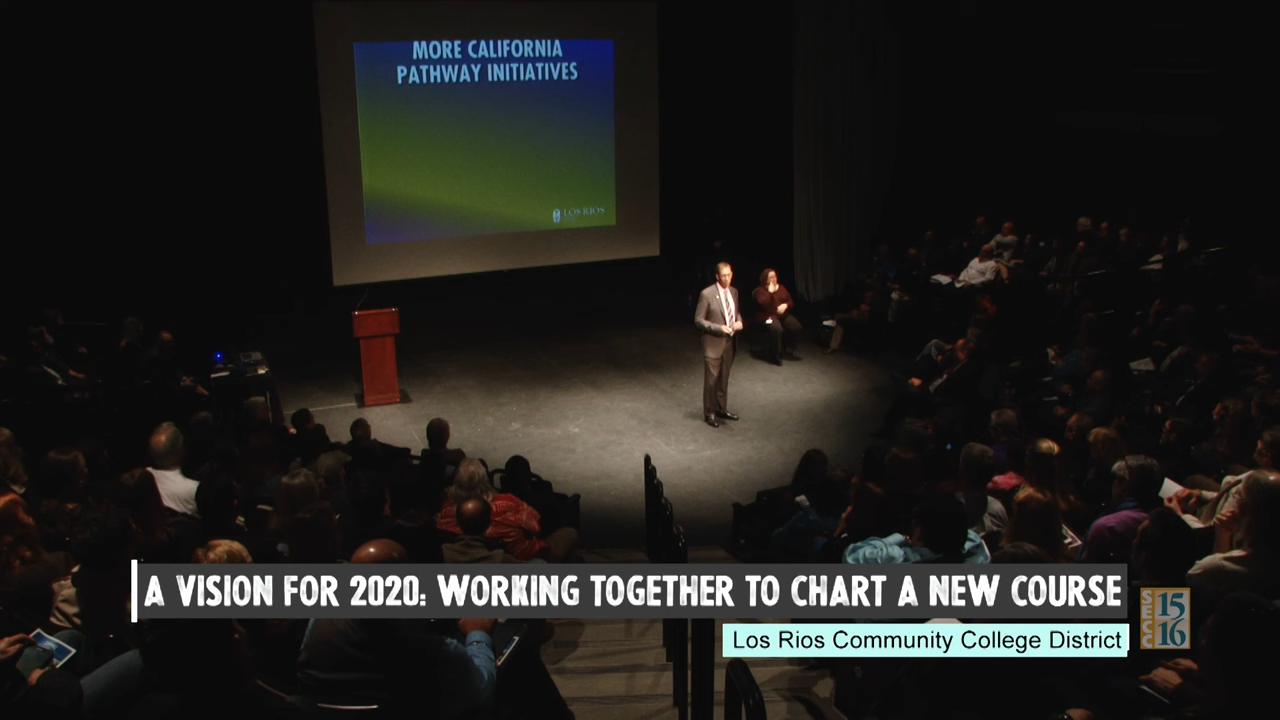 MORE CALIFORNIA
PATHWAY INITIATIVES
LOS RIOS
A VISION FOR 2020: WORKING TOGETHER TO CHART A NEW COURSE
Los Rios Community College District
SECC
15
16